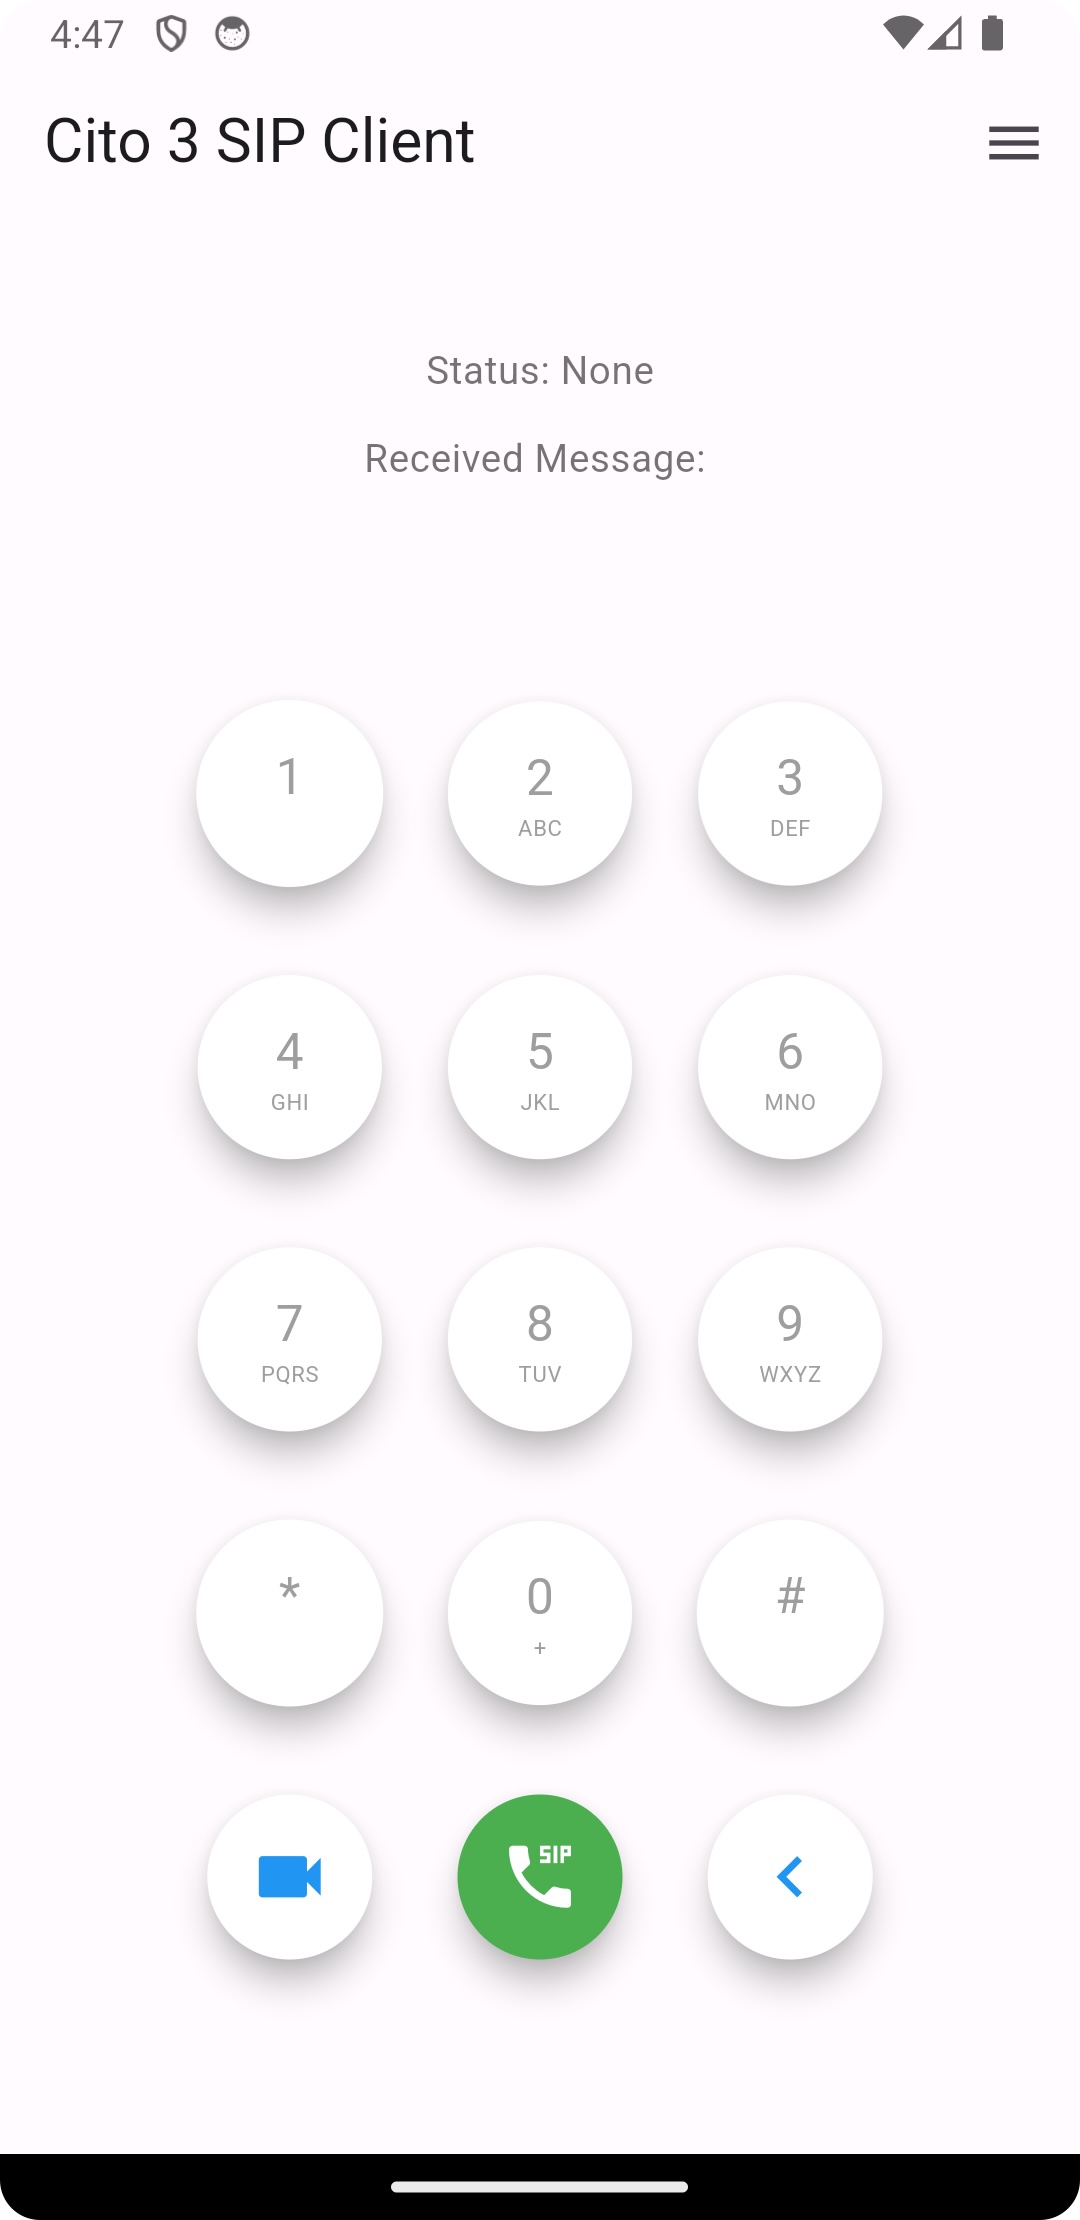 4:47
Cito 3 SIP Client
Status: None
Received Message:
1 2 3
ABC DEF
4 5 6
GHI JKL MNO
7 8 9
PQRS TUV WXYZ
* 0 #
+
SIP